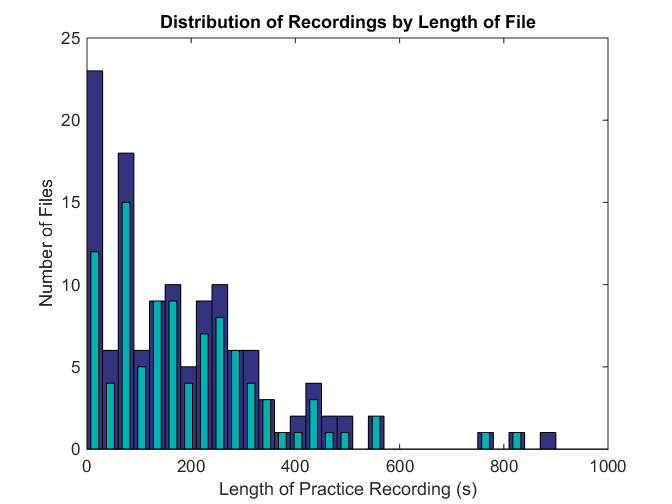 Distribution of Recordings by Length of File
25
20
15
10
5
0
Number of Files
0 200 400 600 800 1000
Length of Practice Recording (s)